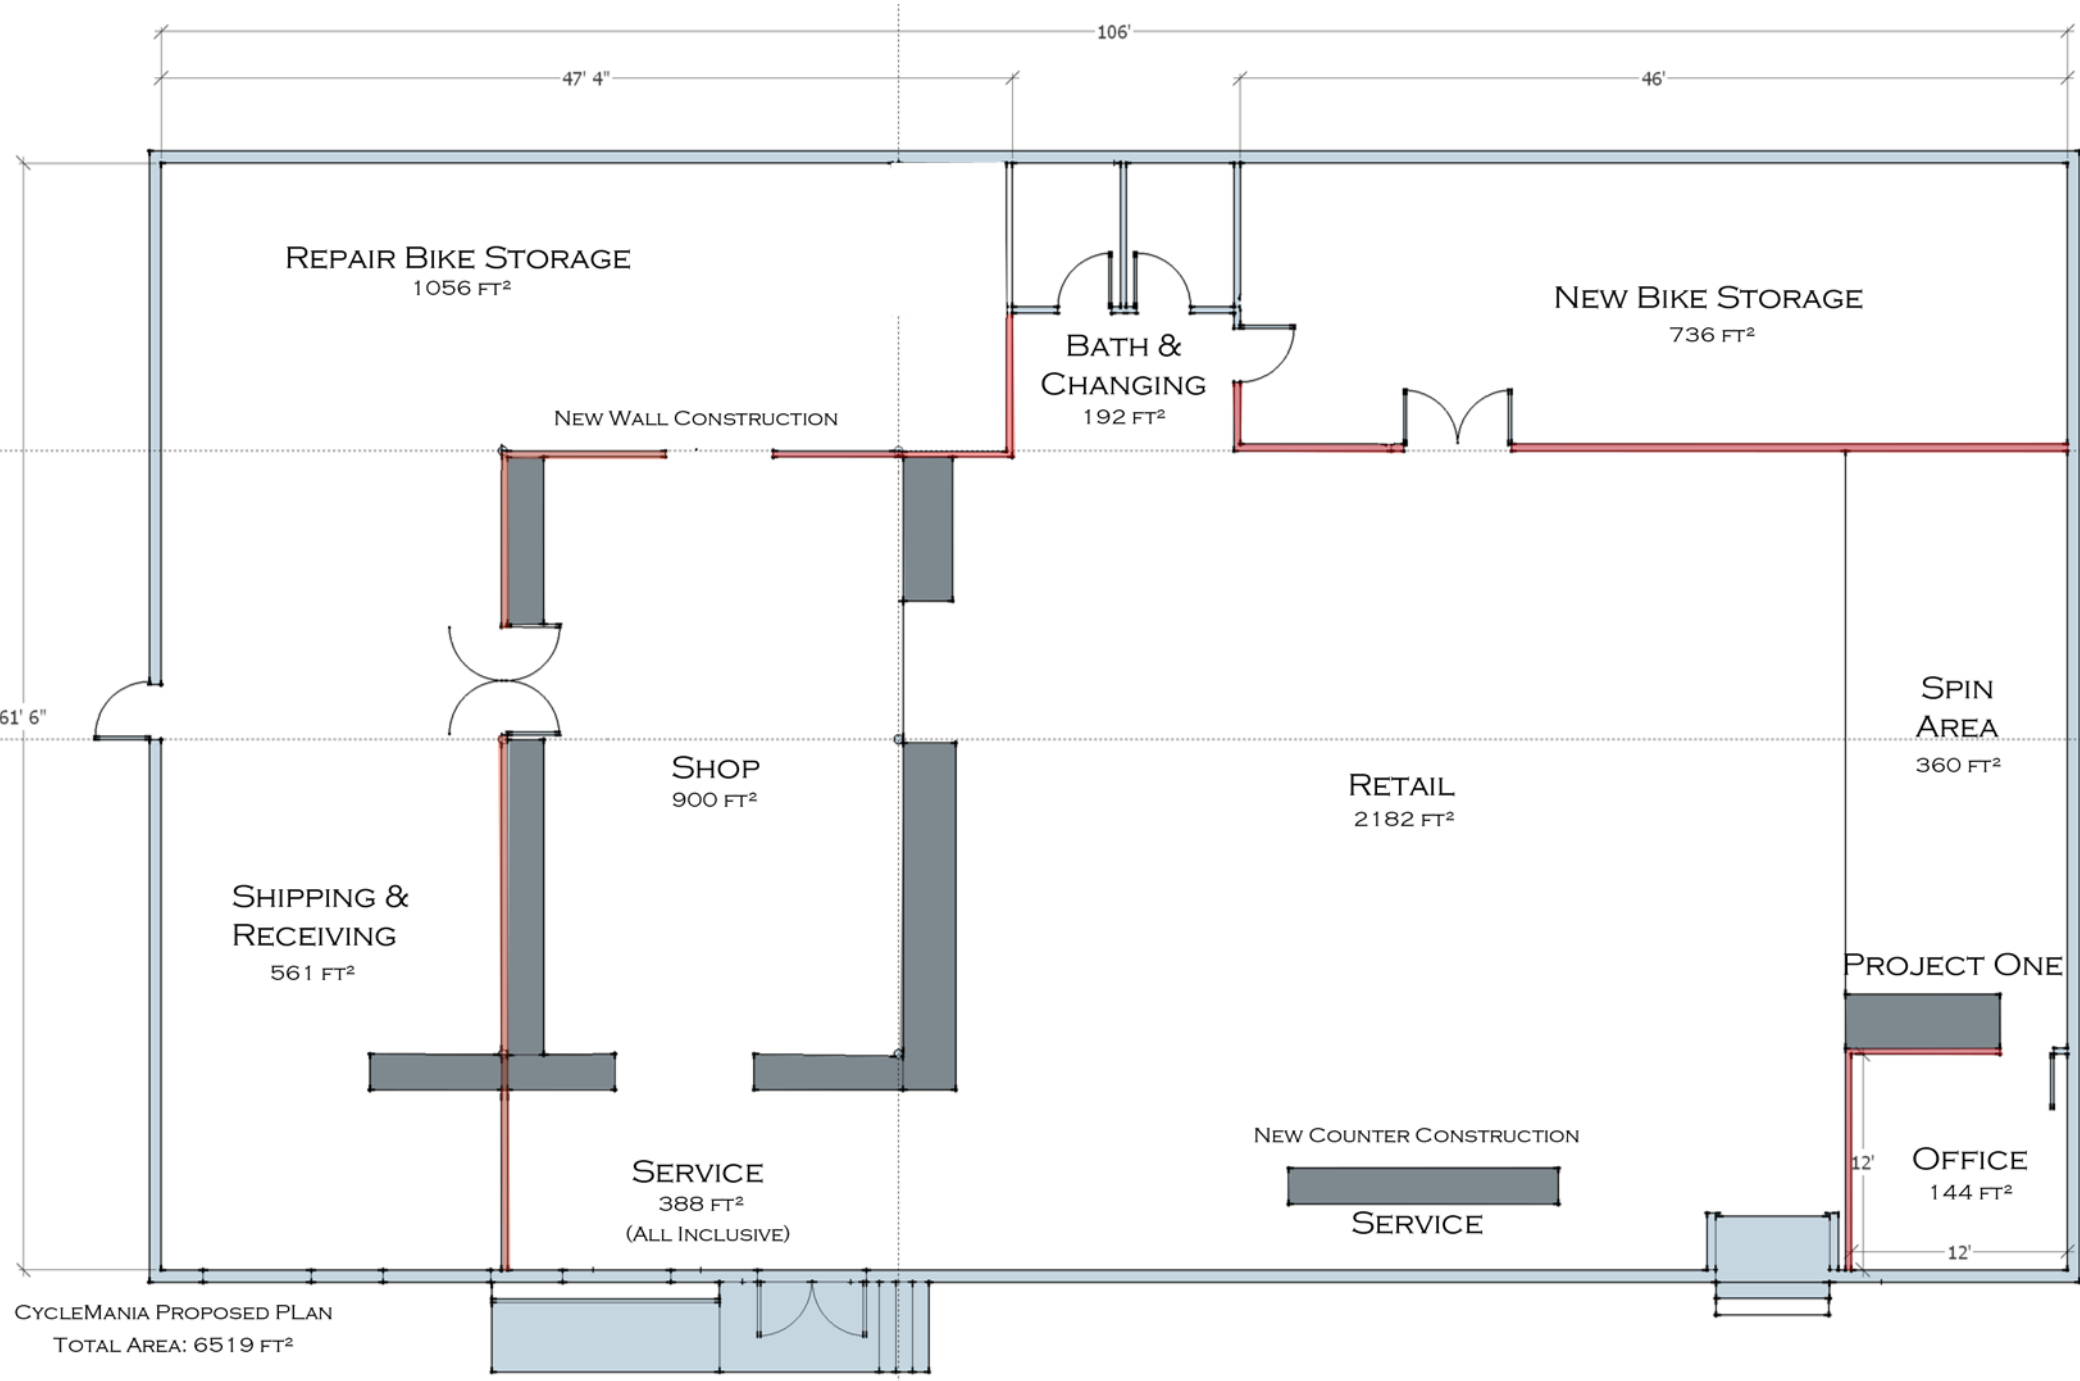 106'
47' 4"
46'
Repair Bike Storage
1056 ft²
New Bike Storage
736 ft²
Bath &
Changing
192 ft²
New Wall Construction
61' 6"
Spin
Area
360 ft²
Shop
900 ft²
Retail
2182 ft²
Shipping &
Receiving
561 ft²
Project One
New Counter Construction
12'
Office
144 ft²
Service
388 ft²
(All Inclusive)
Service
12'
CycleMania Proposed PLan
Total Area: 6519 ft²